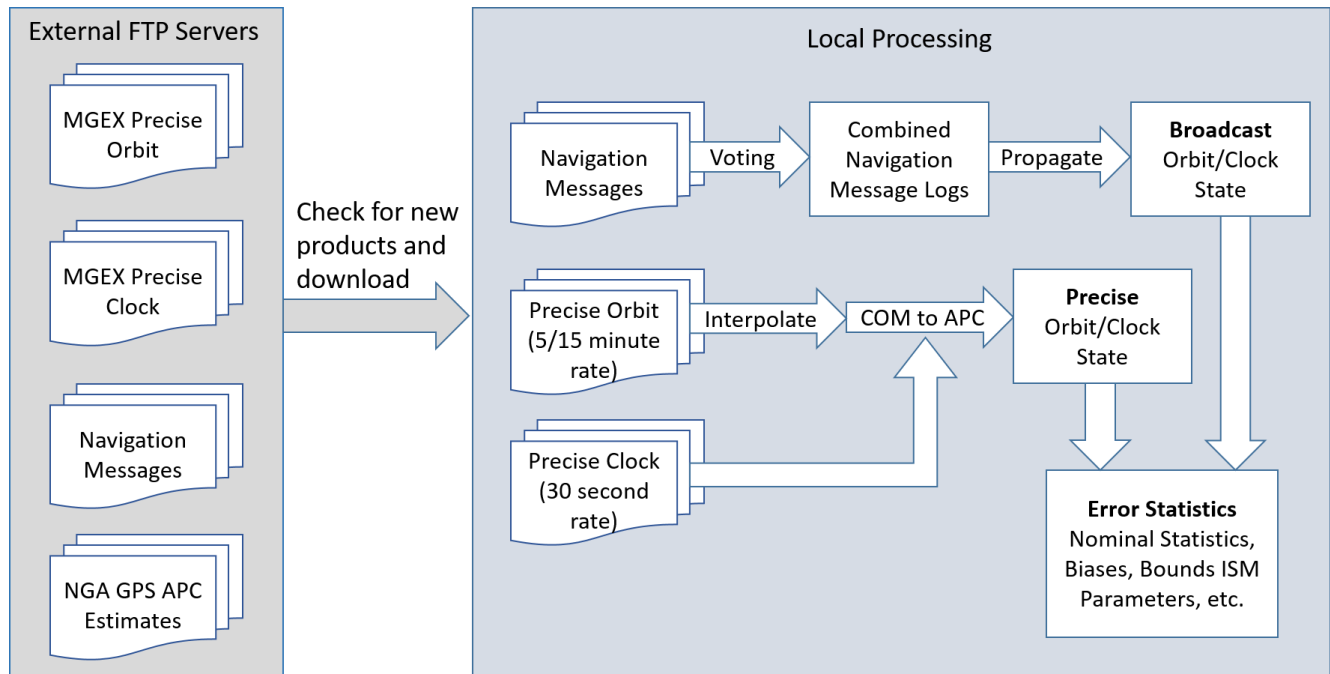 External FTP Servers
MGEX Precise
Orbit
MGEX Precise
Clock
Navigation
Messages
NGA GPS APC
Estimates
Check for new
products and
download
Local Processing
Navigation
Messages
Voting
Combined
Navigation
Message Logs
Propagate
Broadcast
Orbit/Clock
State
Precise Orbit
(5/15 minute
rate)
Interpolate
COM to APC
Precise
Orbit/Clock
State
Precise Clock
(30 second
rate)
Error Statistics
Nominal Statistics,
Biases, Bounds ISM
Parameters, etc.